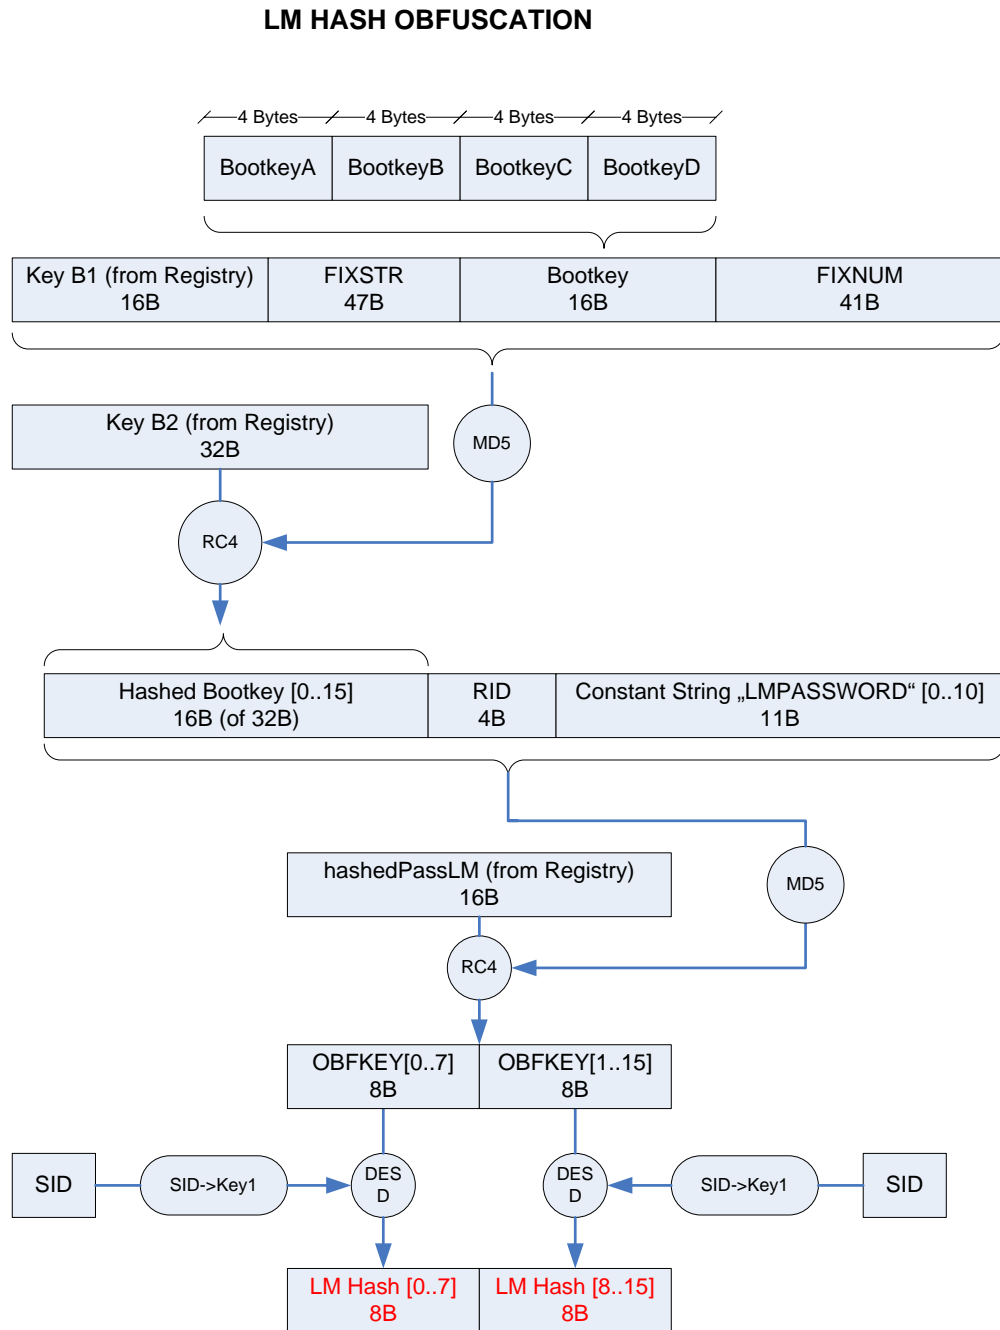 LM HASH OBFUSCATION
4 Bytes 4 Bytes 4 Bytes 4 Bytes
BootkeyA BootkeyB BootkeyC BootkeyD
Key B1 (from Registry) FIXSTR Bootkey FIXNUM
16B 47B 16B 41B
Key B2 (from Registry)
32B
MD5
RC4
Hashed Bootkey [0..15] RID Constant String „LMPASSWORD“ [0..10]
16B (of 32B) 4B 11B
hashedPassLM (from Registry)
16B
MD5
RC4
OBFKEY[0..7] OBFKEY[1..15]
8B 8B
SID SID->Key1 DES D DES D SID->Key1 SID
LM Hash [0..7] LM Hash [8..15]
8B 8B